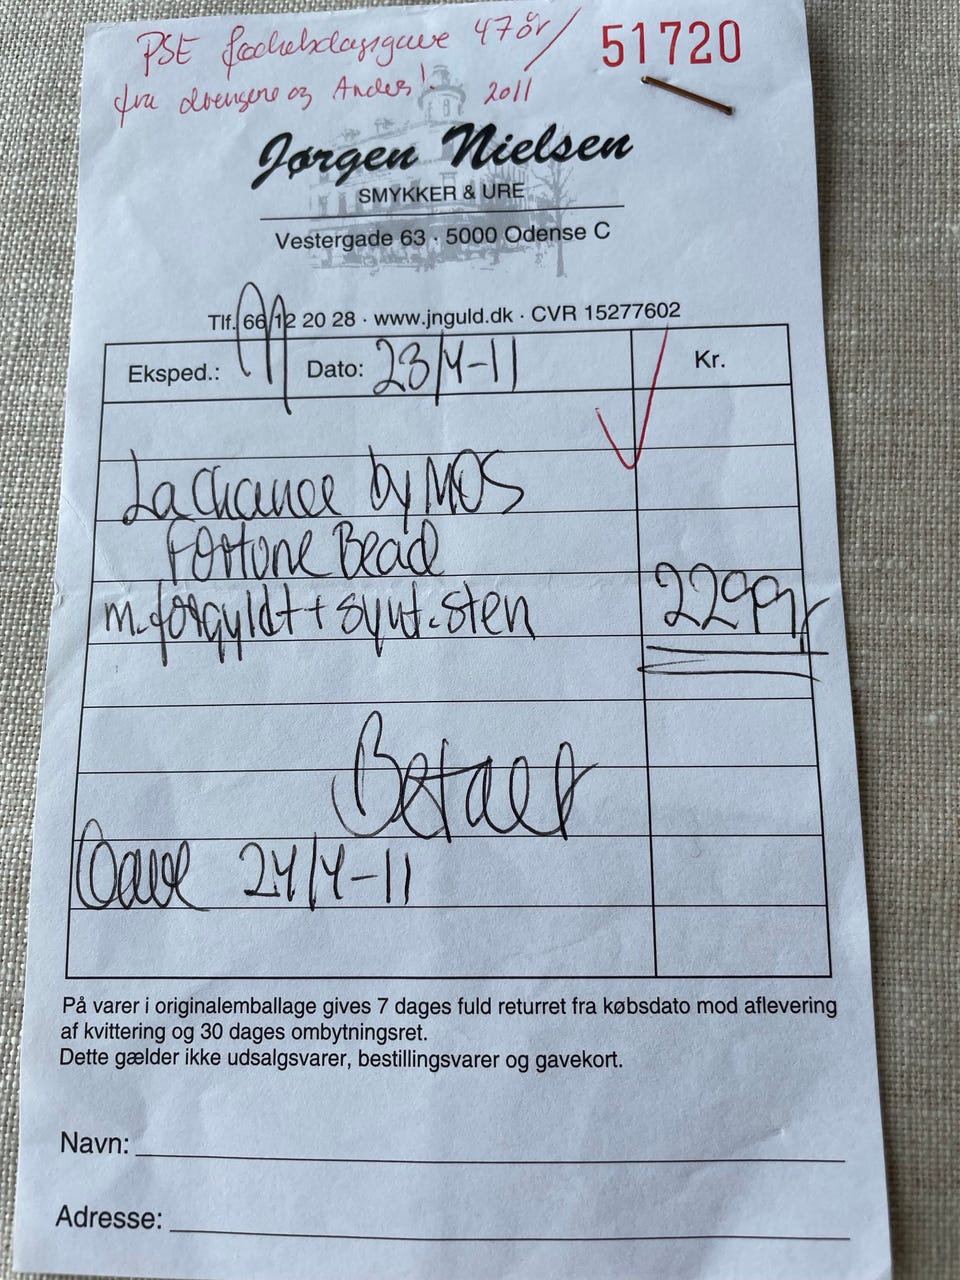 PSE fødselsdagsgave 47 år/
51720
fra drengene og Anders! 2011
Jørgen Nielsen
SMYKKER & URE
Vestergade 63 · 5000 Odense C
Tlf. 66 12 20 28 · www.jnguld.dk · CVR 15277602
Eksped.: Dato: 23/4-11 Kr.
La Chance by MOS
Fortune Bead
m. forgyldt + synt. sten 2299,-
Betalt
Gave 24/4-11
På varer i originalemballage gives 7 dages fuld returret fra købsdato mod aflevering
af kvittering og 30 dages ombytningsret.
Dette gælder ikke udsalgsvarer, bestillingsvarer og gavekort.
Navn:
Adresse: